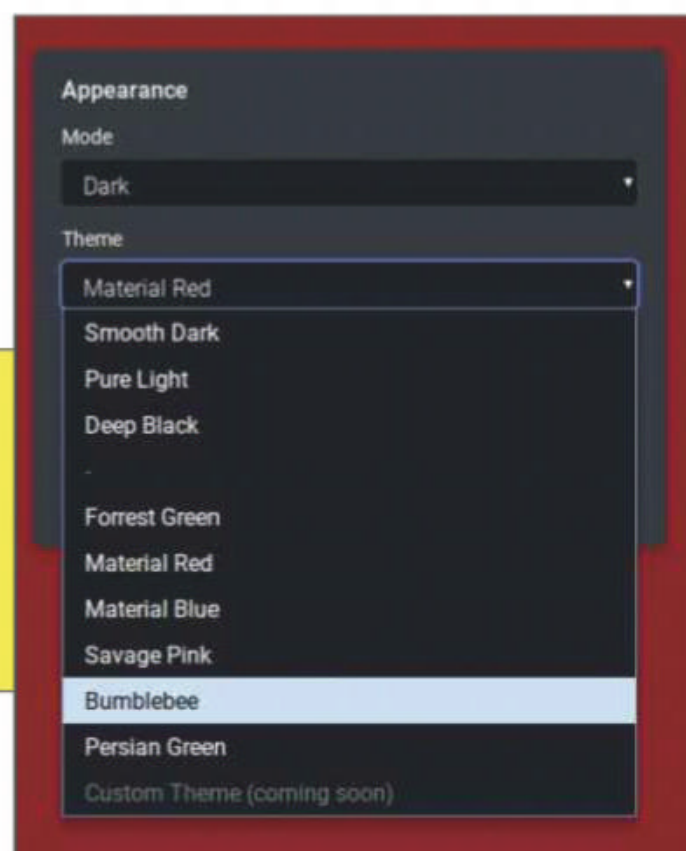 Appearance
Mode
Dark
Theme
Material Red
Smooth Dark
Pure Light
Deep Black
-
Forrest Green
Material Red
Material Blue
Savage Pink
Bumblebee
Persian Green
Custom Theme (coming soon)